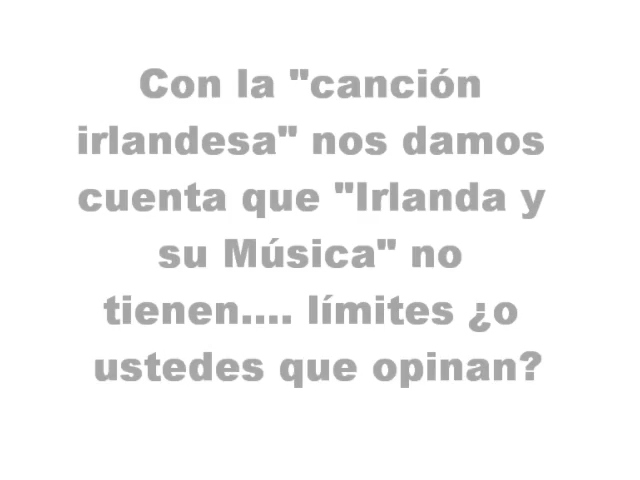 Con la "canción
irlandesa" nos damos
cuenta que "Irlanda y
su Música" no
tienen.... límites ¿o
ustedes que opinan?